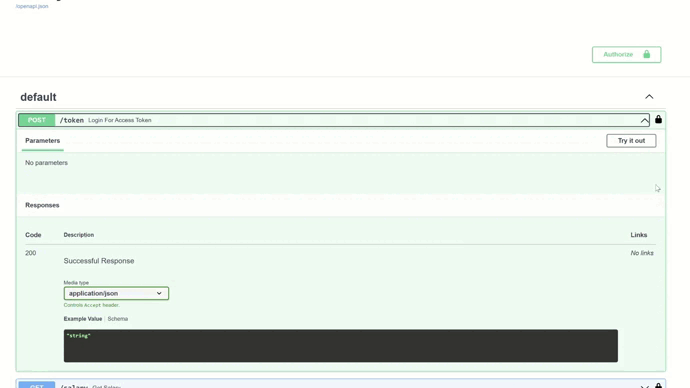 /openapi.json
Authorize
default
POST /token Login For Access Token
Parameters
Try it out
No parameters
Responses
Code Description Links
200 Successful Response No links
Media type
application/json
Controls Accept header.
Example Value Schema
"string"
GET /salary Get Salary